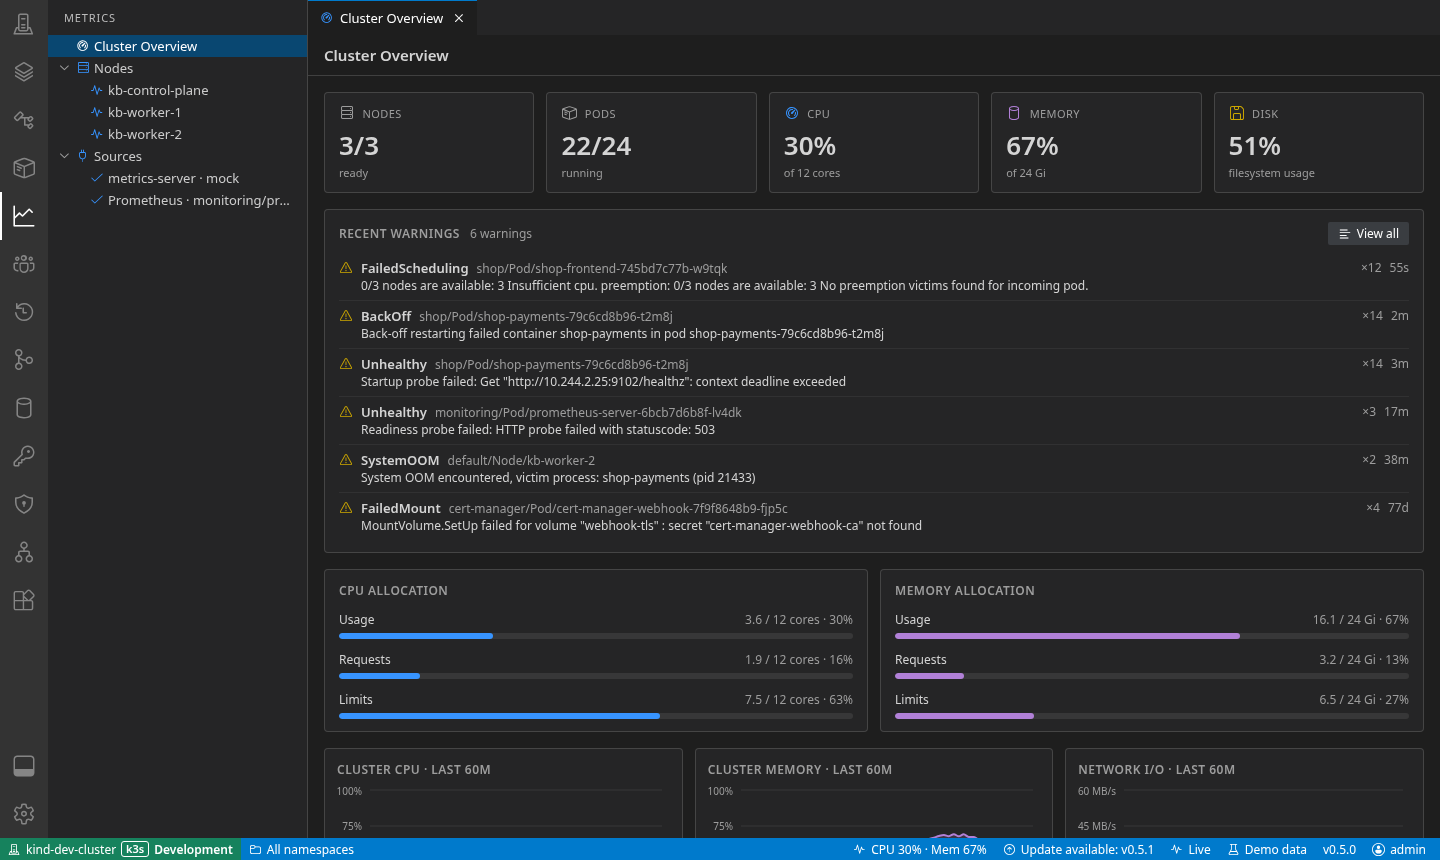 METRICS
Cluster Overview
Nodes
kb-control-plane
kb-worker-1
kb-worker-2
Sources
metrics-server · mock
Prometheus · monitoring/pr...
Cluster Overview
Cluster Overview
NODES
3/3
ready
PODS
22/24
running
CPU
30%
of 12 cores
MEMORY
67%
of 24 Gi
DISK
51%
filesystem usage
RECENT WARNINGS 6 warnings View all
FailedScheduling shop/Pod/shop-frontend-745bd7c77b-w9tqk ×12 55s
0/3 nodes are available: 3 Insufficient cpu. preemption: 0/3 nodes are available: 3 No preemption victims found for incoming pod.
BackOff shop/Pod/shop-payments-79c6cd8b96-t2m8j ×14 2m
Back-off restarting failed container shop-payments in pod shop-payments-79c6cd8b96-t2m8j
Unhealthy shop/Pod/shop-payments-79c6cd8b96-t2m8j ×14 3m
Startup probe failed: Get "http://10.244.2.25:9102/healthz": context deadline exceeded
Unhealthy monitoring/Pod/prometheus-server-6bcb7d6b8f-lv4dk ×3 17m
Readiness probe failed: HTTP probe failed with statuscode: 503
SystemOOM default/Node/kb-worker-2 ×2 38m
System OOM encountered, victim process: shop-payments (pid 21433)
FailedMount cert-manager/Pod/cert-manager-webhook-7f9f8648b9-fjp5c ×4 77d
MountVolume.SetUp failed for volume "webhook-tls" : secret "cert-manager-webhook-ca" not found
CPU ALLOCATION
Usage 3.6 / 12 cores · 30%
Requests 1.9 / 12 cores · 16%
Limits 7.5 / 12 cores · 63%
MEMORY ALLOCATION
Usage 16.1 / 24 Gi · 67%
Requests 3.2 / 24 Gi · 13%
Limits 6.5 / 24 Gi · 27%
CLUSTER CPU · LAST 60M
100%
75%
CLUSTER MEMORY · LAST 60M
100%
75%
NETWORK I/O · LAST 60M
60 MB/s
45 MB/s
kind-dev-cluster k3s Development All namespaces CPU 30% · Mem 67% Update available: v0.5.1 Live Demo data v0.5.0 admin